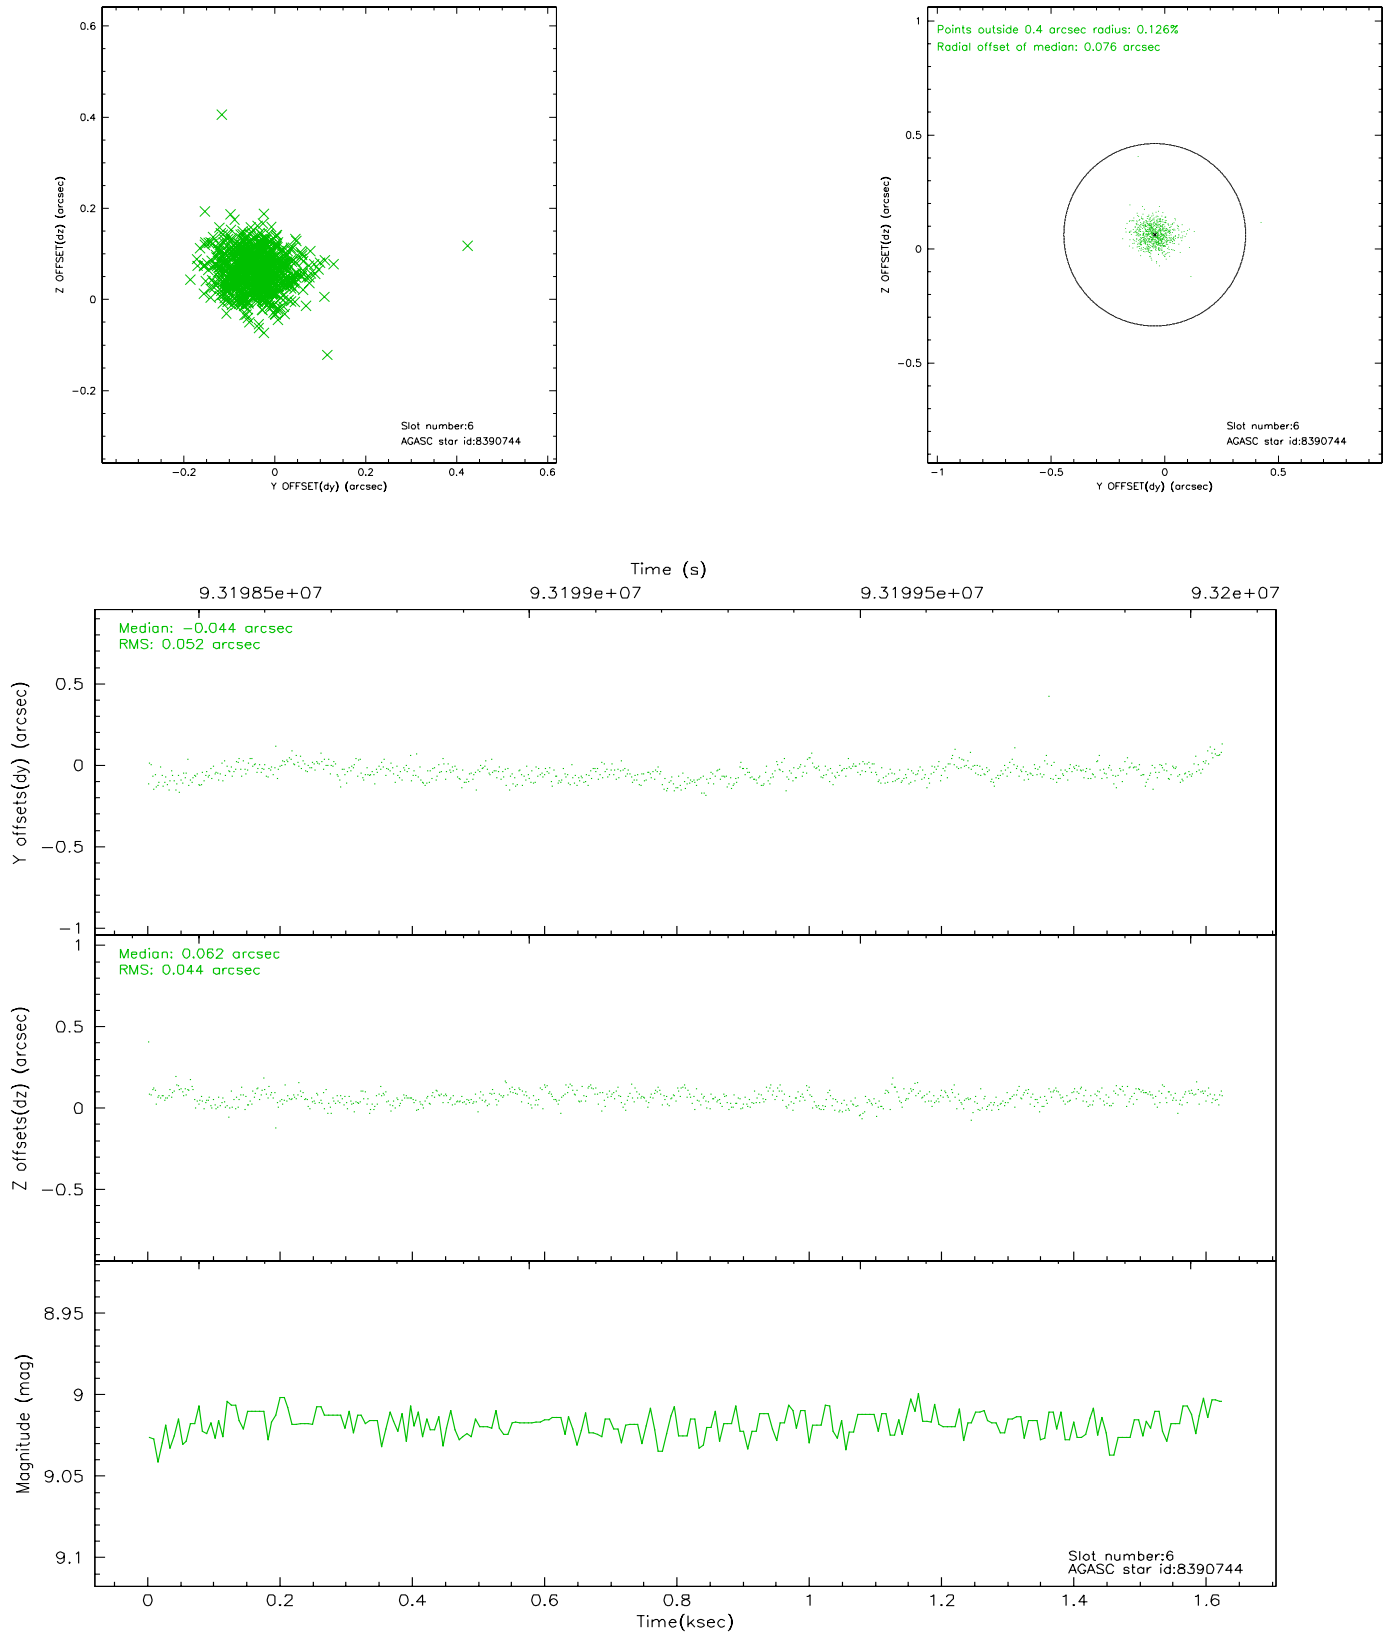 0.6
0.4
0.2
0
−0.2
Z OFFSET(dz) (arcsec)
Slot number:6
AGASC star id:8390744
−0.2 0 0.2 0.4 0.6
Y OFFSET(dy) (arcsec)
Points outside 0.4 arcsec radius: 0.126%
Radial offset of median: 0.076 arcsec
1
0.5
0
−0.5
Z OFFSET(dz) (arcsec)
Slot number:6
AGASC star id:8390744
−1 −0.5 0 0.5
Y OFFSET(dy) (arcsec)
Time (s)
9.31985e+07 9.3199e+07 9.31995e+07 9.32e+07
Median: −0.044 arcsec
RMS: 0.052 arcsec
0.5
0
−0.5
−1
Y offsets(dy) (arcsec)
Median: 0.062 arcsec
RMS: 0.044 arcsec
1
0.5
0
−0.5
Z offsets(dz) (arcsec)
8.95
9
9.05
9.1
Magnitude (mag)
Slot number:6
AGASC star id:8390744
0 0.2 0.4 0.6 0.8 1 1.2 1.4 1.6
Time(ksec)